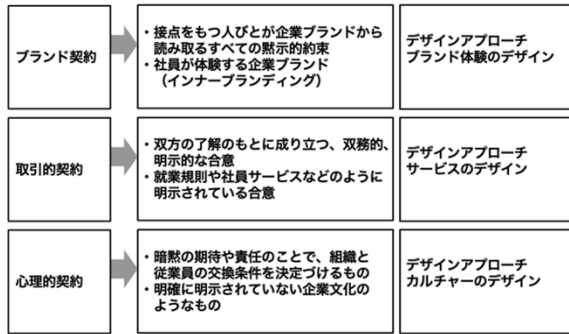 ブランド契約
・接点をもつ人びとが企業ブランドから
読み取るすべての黙示的約束
・社員が体験する企業ブランド
（インナーブランディング）
デザインアプローチ
ブランド体験のデザイン
取引的契約
・双方の了解のもとに成り立つ、双務的、
明示的な合意
・就業規則や社員サービスなどのように
明示されている合意
デザインアプローチ
サービスのデザイン
心理的契約
・暗黙の期待や責任のことで、組織と
従業員の交換条件を決定づけるもの
・明確に明示されていない企業文化の
ようなもの
デザインアプローチ
カルチャーのデザイン